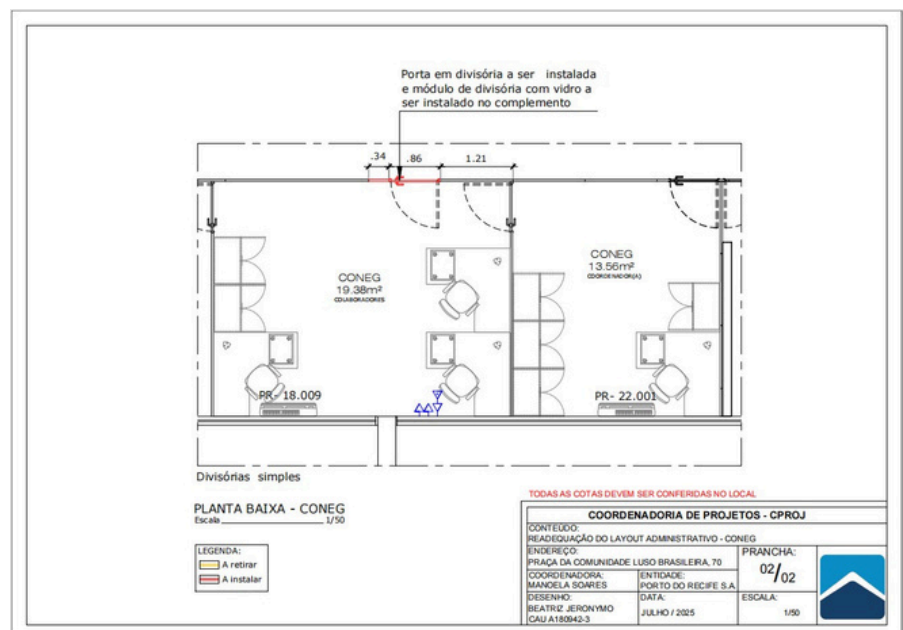 Porta em divisória a ser instalada
e módulo de divisória com vidro a
ser instalado no complemento
.34 .86 1.21
CONEG
19.38m²
COLABORADORES
CONEG
13.56m²
COORDENADOR(A)
PR- 18.009
PR- 22.001
Divisórias simples
PLANTA BAIXA - CONEG
Escala 1/50
LEGENDA:
A retirar
A instalar
TODAS AS COTAS DEVEM SER CONFERIDAS NO LOCAL
COORDENADORIA DE PROJETOS - CPROJ
CONTEÚDO:
READEQUAÇÃO DO LAYOUT ADMINISTRATIVO - CONEG
ENDEREÇO:
PRAÇA DA COMUNIDADE LUSO BRASILEIRA, 70
PRANCHA:
02/02
COORDENADORA:
MANOELA SOARES
ENTIDADE:
PORTO DO RECIFE S.A.
DESENHO:
BEATRIZ JERONYMO
CAU A180942-3
DATA:
JULHO / 2025
ESCALA:
1/50